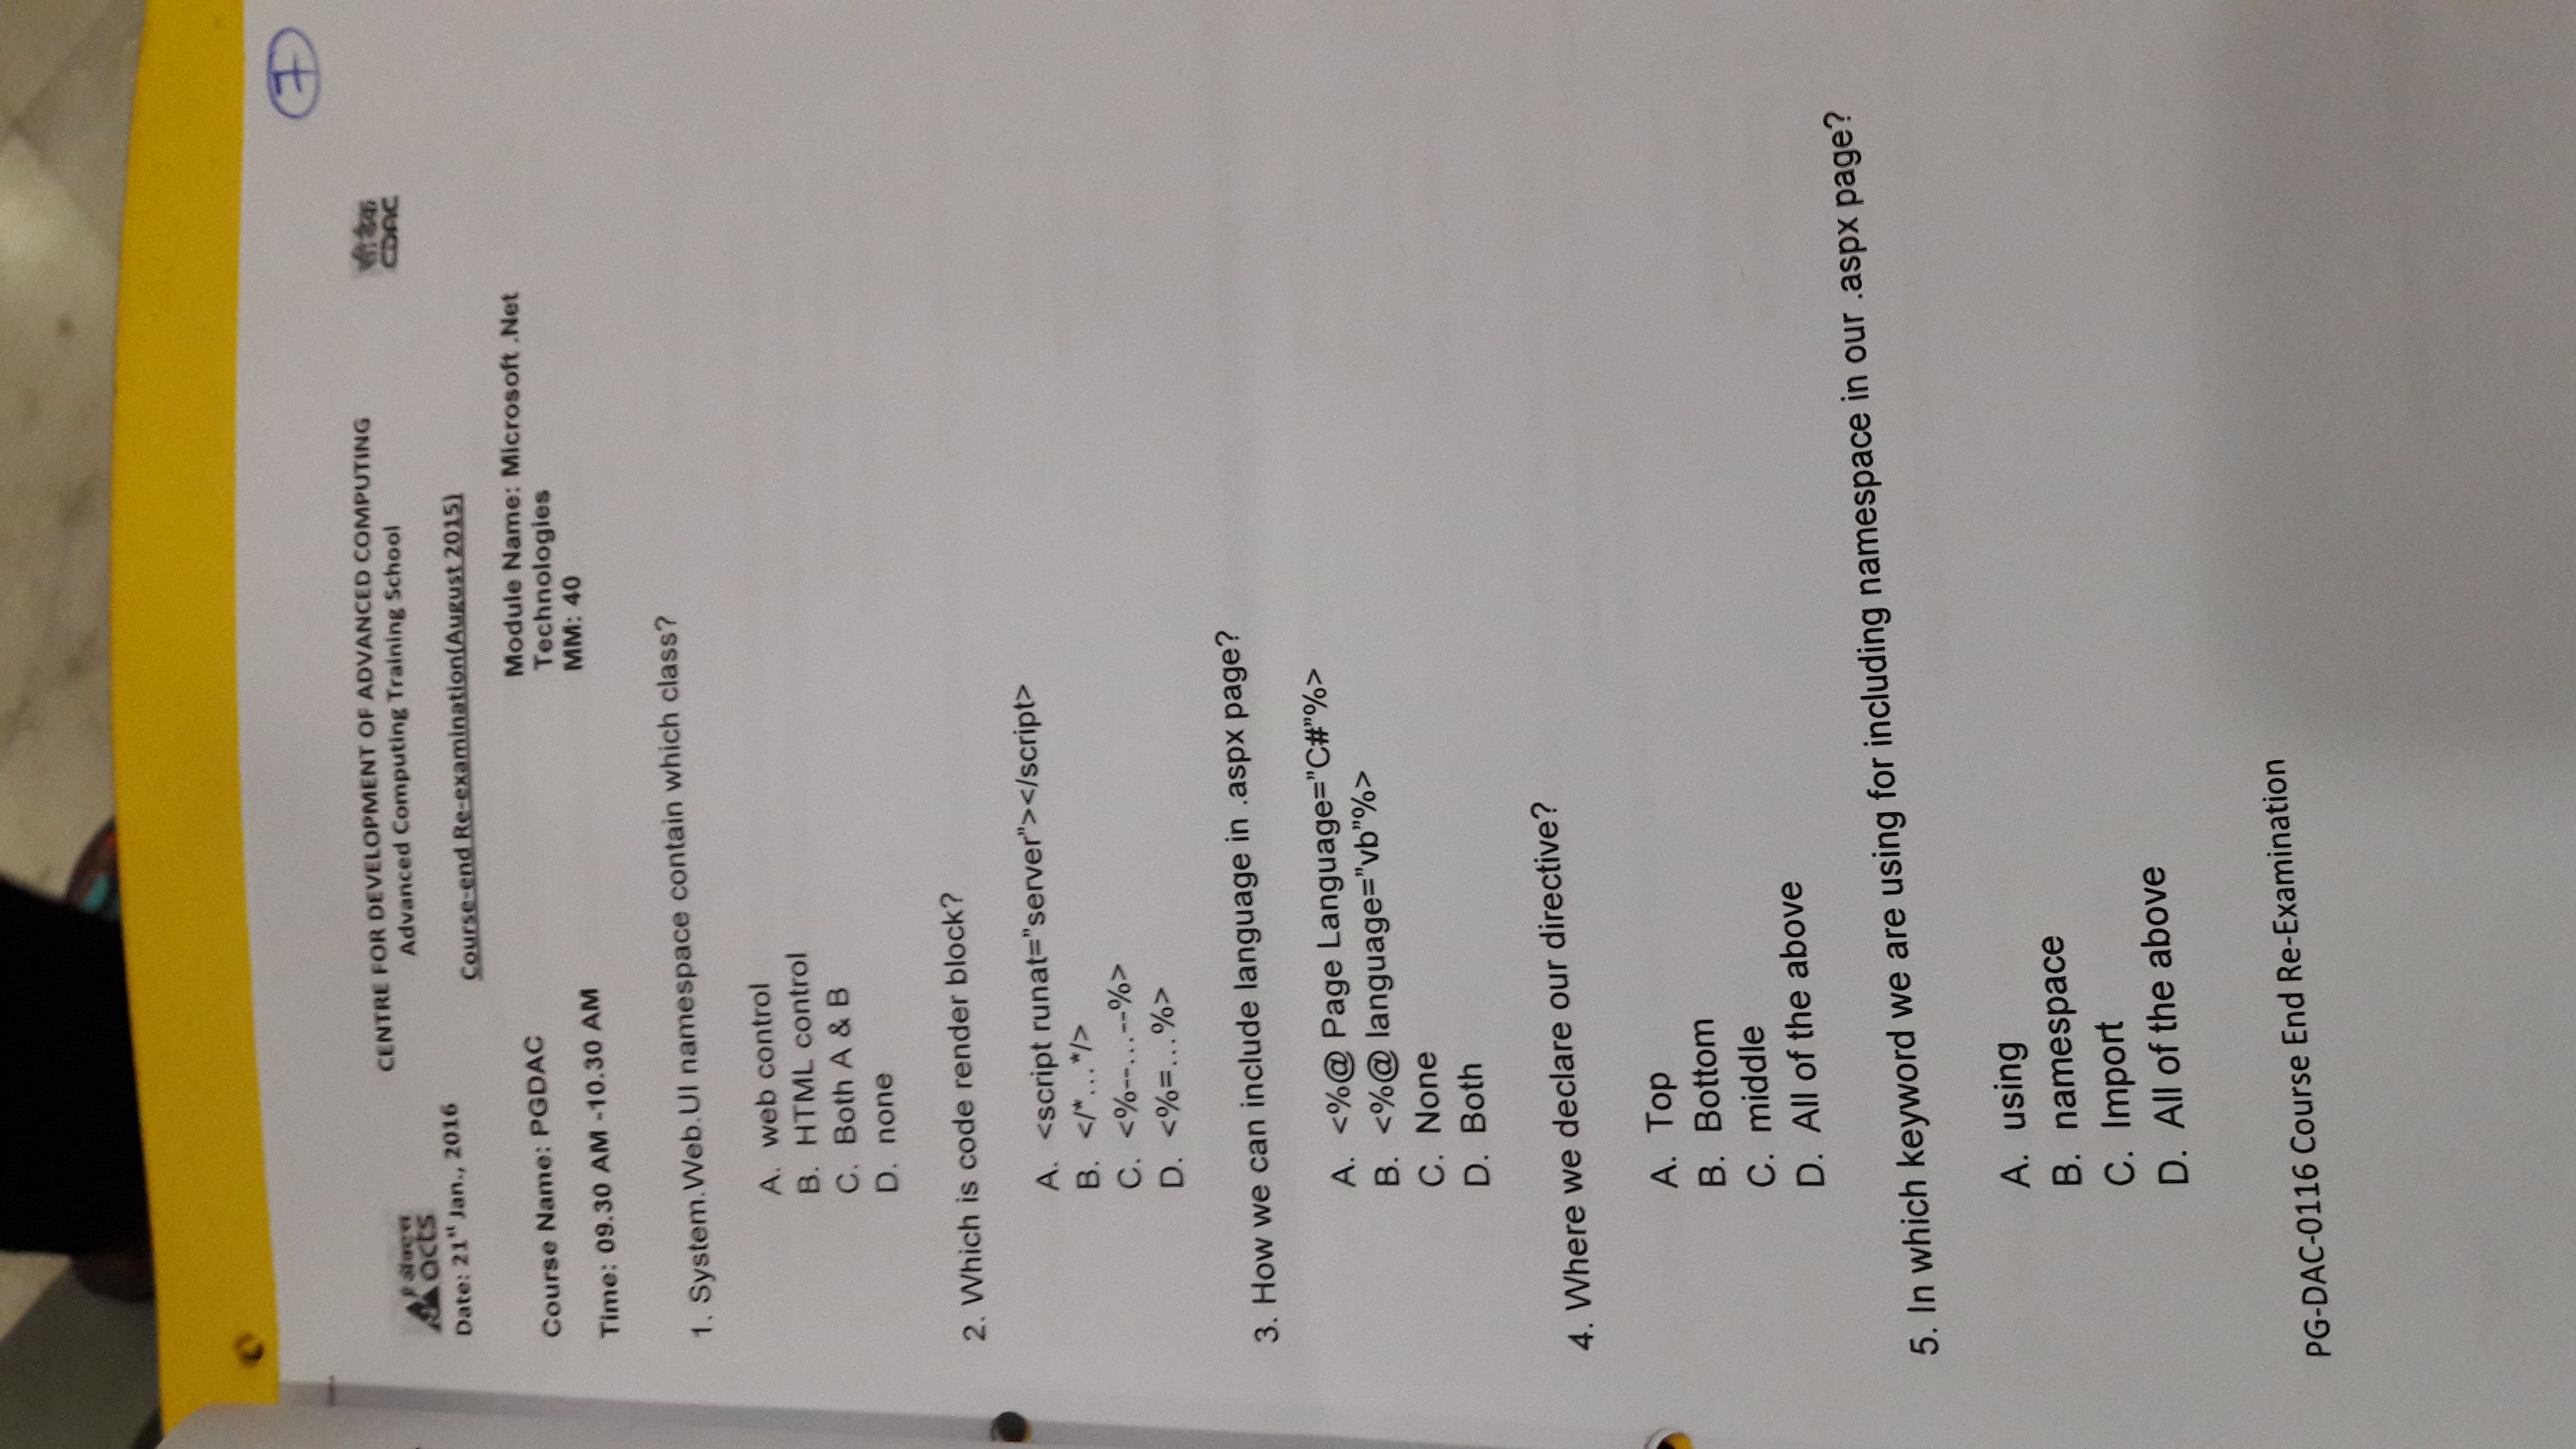 7
CENTRE FOR DEVELOPMENT OF ADVANCED COMPUTING
Advanced Computing Training School
acts
सी डैक
CDAC
Date: 21st Jan., 2016
Course-end Re-examination(August 2015)
Course Name: PGDAC
Module Name: Microsoft .Net
Technologies
MM: 40
Time: 09.30 AM -10.30 AM
1. System.Web.UI namespace contain which class?
A. web control
B. HTML control
C. Both A & B
D. none
2. Which is code render block?
A. <script runat=”server”></script>
B. </*...*/>
C. <%--...--%>
D. <%=...%>
3. How we can include language in .aspx page?
A. <%@ Page Language=”C#”%>
B. <%@ language=”vb”%>
C. None
D. Both
4. Where we declare our directive?
A. Top
B. Bottom
C. middle
D. All of the above
5. In which keyword we are using for including namespace in our .aspx page?
A. using
B. namespace
C. Import
D. All of the above
PG-DAC-0116 Course End Re-Examination